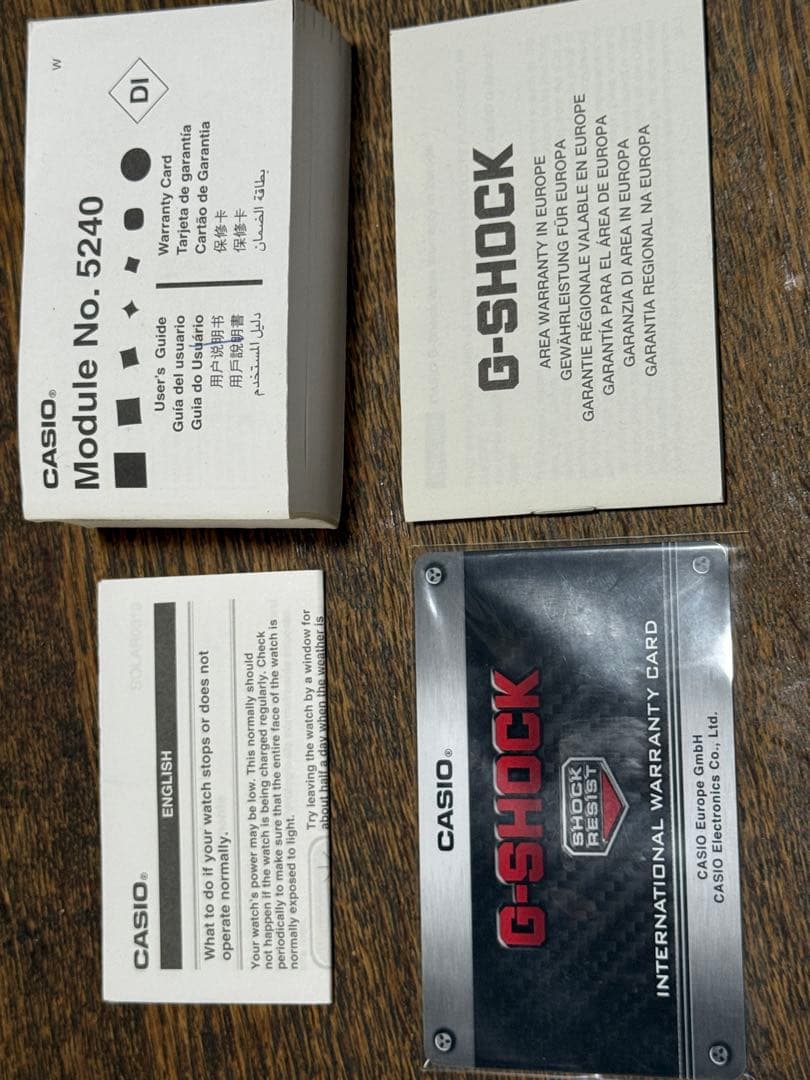 CASIO®
ENGLISH
What to do if your watch stops or does not
operate normally.
Your watch's power may be low. This normally should
not happen if the watch is being charged regularly. Check
periodically to make sure that the entire face of the watch is
normally exposed to light.
Try leaving the watch by a window for
about half a day when the weather is
W
CASIO®
Module No. 5240
DI
User's Guide
Guía del usuario
Guia do Usuário
用户说明书
用戶說明書
دليل المستخدم
Warranty Card
Tarjeta de garantía
Cartão de Garantia
保修卡
保修卡
بطاقة الضمان
CASIO®
G-SHOCK
SHOCK
RESIST
INTERNATIONAL WARRANTY CARD
CASIO Europe GmbH
CASIO Electronics Co., Ltd.
G-SHOCK
AREA WARRANTY IN EUROPE
GEWÄHRLEISTUNG FÜR EUROPA
GARANTIE RÉGIONALE VALABLE EN EUROPE
GARANTÍA PARA EL ÁREA DE EUROPA
GARANZIA DI AREA IN EUROPA
GARANTIA REGIONAL NA EUROPA